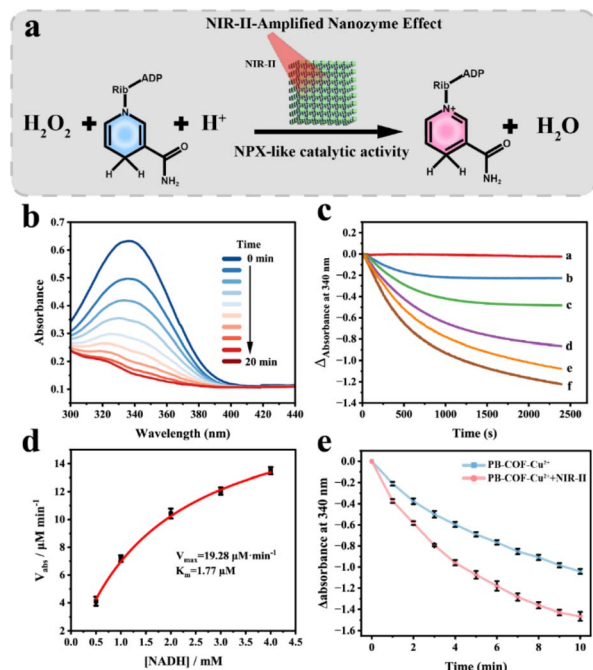 a
NIR-II-Amplified Nanozyme Effect
NIR-II
ADP
Rib
N
H H
O
NH₂
H₂O₂ + + H⁺
NPX-like catalytic activity
ADP
Rib
N⁺
O
NH₂
+ H₂O
b
Absorbance
0.7
0.6
0.5
0.4
0.3
0.2
0.1
Time
0 min
20 min
300 320 340 360 380 400 420 440
Wavelength (nm)
c
Δ Absorbance at 340 nm
0.2
0.0
-0.2
-0.4
-0.6
-0.8
-1.0
-1.2
-1.4
a
b
c
d
e
f
0 500 1000 1500 2000 2500
Time (s)
d
Vabs / μM min⁻¹
16
14
12
10
8
6
4
2
Vmax=19.28 μM·min⁻¹
Km=1.77 μM
0.0 0.5 1.0 1.5 2.0 2.5 3.0 3.5 4.0 4.5
[NADH] / mM
e
Δabsorbance at 340 nm
0.0
-0.2
-0.4
-0.6
-0.8
-1.0
-1.2
-1.4
-1.6
PB-COF-Cu²⁺
PB-COF-Cu²⁺+NIR-II
0 2 4 6 8 10
Time (min)